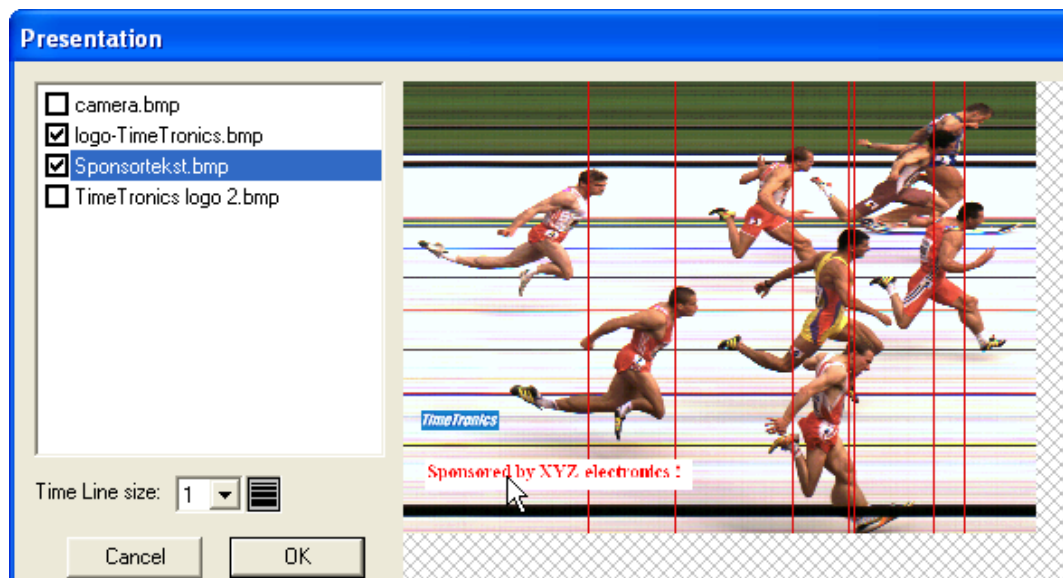 Presentation
camera.bmp
logo-TimeTronics.bmp
Sponsortekst.bmp
TimeTronics logo 2.bmp
TimeTronics
Sponsored by XYZ electronics !
Time Line size: 1
Cancel OK